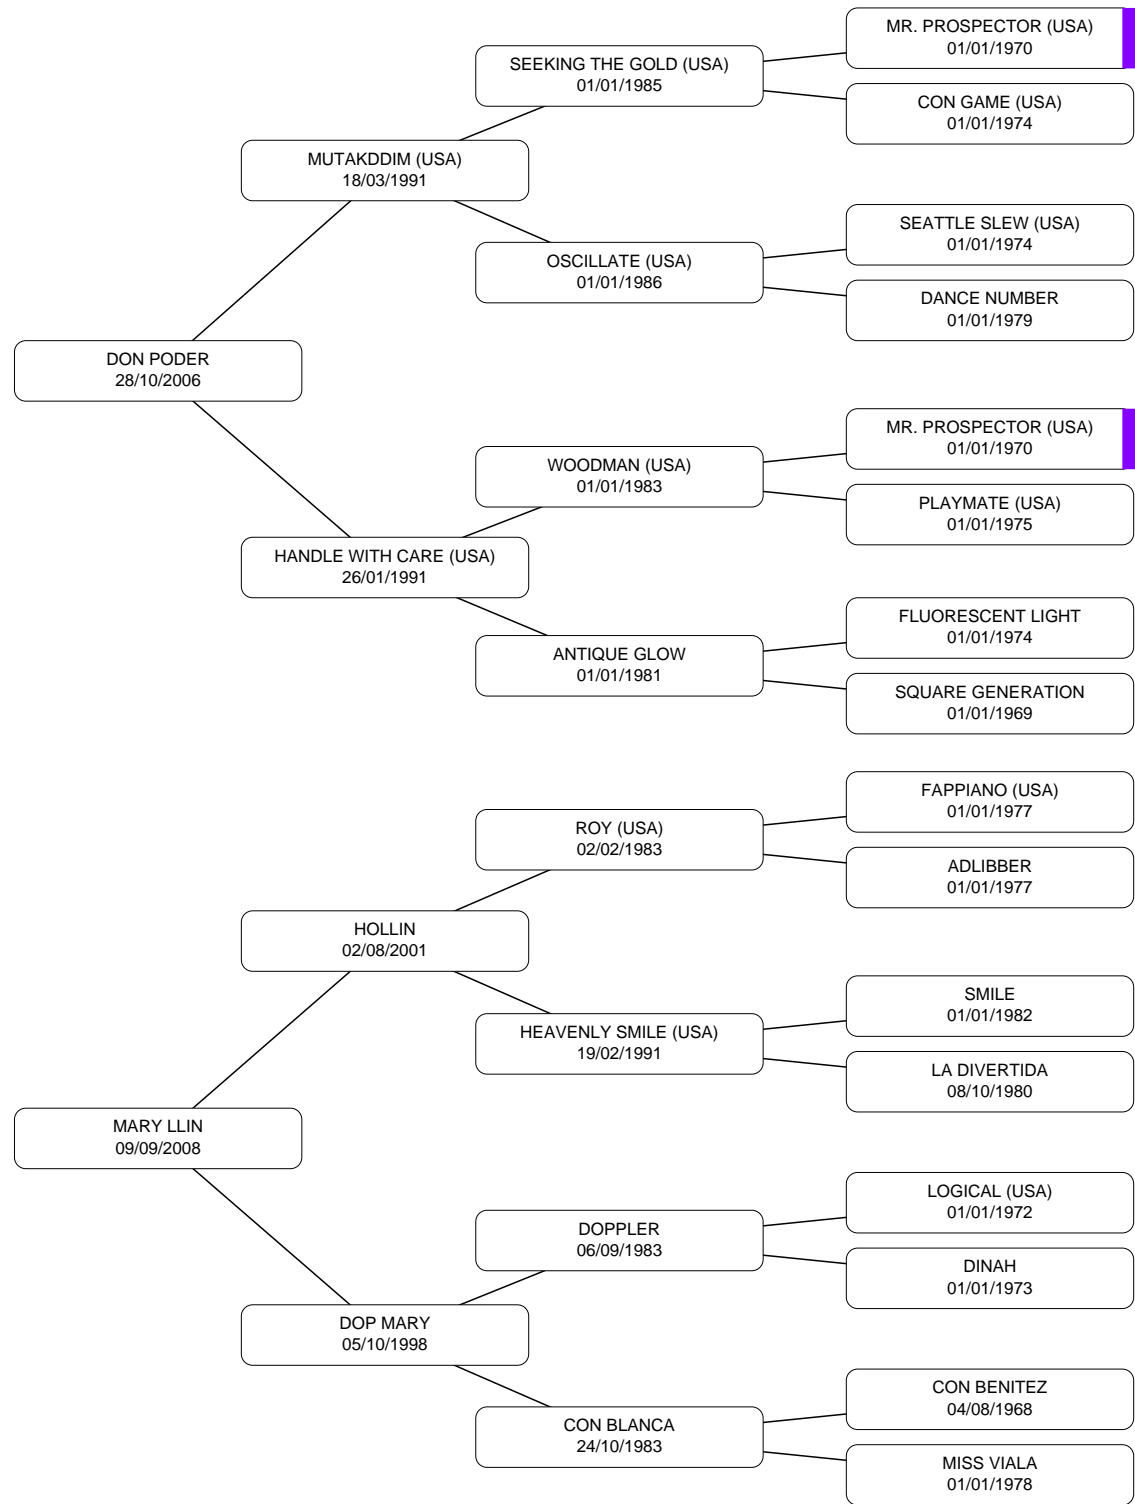 MR. PROSPECTOR (USA)
01/01/1970
SEEKING THE GOLD (USA)
01/01/1985
CON GAME (USA)
01/01/1974
MUTAKDDIM (USA)
18/03/1991
SEATTLE SLEW (USA)
01/01/1974
OSCILLATE (USA)
01/01/1986
DANCE NUMBER
01/01/1979
DON PODER
28/10/2006
MR. PROSPECTOR (USA)
01/01/1970
WOODMAN (USA)
01/01/1983
PLAYMATE (USA)
01/01/1975
HANDLE WITH CARE (USA)
26/01/1991
FLUORESCENT LIGHT
01/01/1974
ANTIQUE GLOW
01/01/1981
SQUARE GENERATION
01/01/1969
FAPPIANO (USA)
01/01/1977
ROY (USA)
02/02/1983
ADLIBBER
01/01/1977
HOLLIN
02/08/2001
SMILE
01/01/1982
HEAVENLY SMILE (USA)
19/02/1991
LA DIVERTIDA
08/10/1980
MARY LLIN
09/09/2008
LOGICAL (USA)
01/01/1972
DOPPLER
06/09/1983
DINAH
01/01/1973
DOP MARY
05/10/1998
CON BENITEZ
04/08/1968
CON BLANCA
24/10/1983
MISS VIALA
01/01/1978